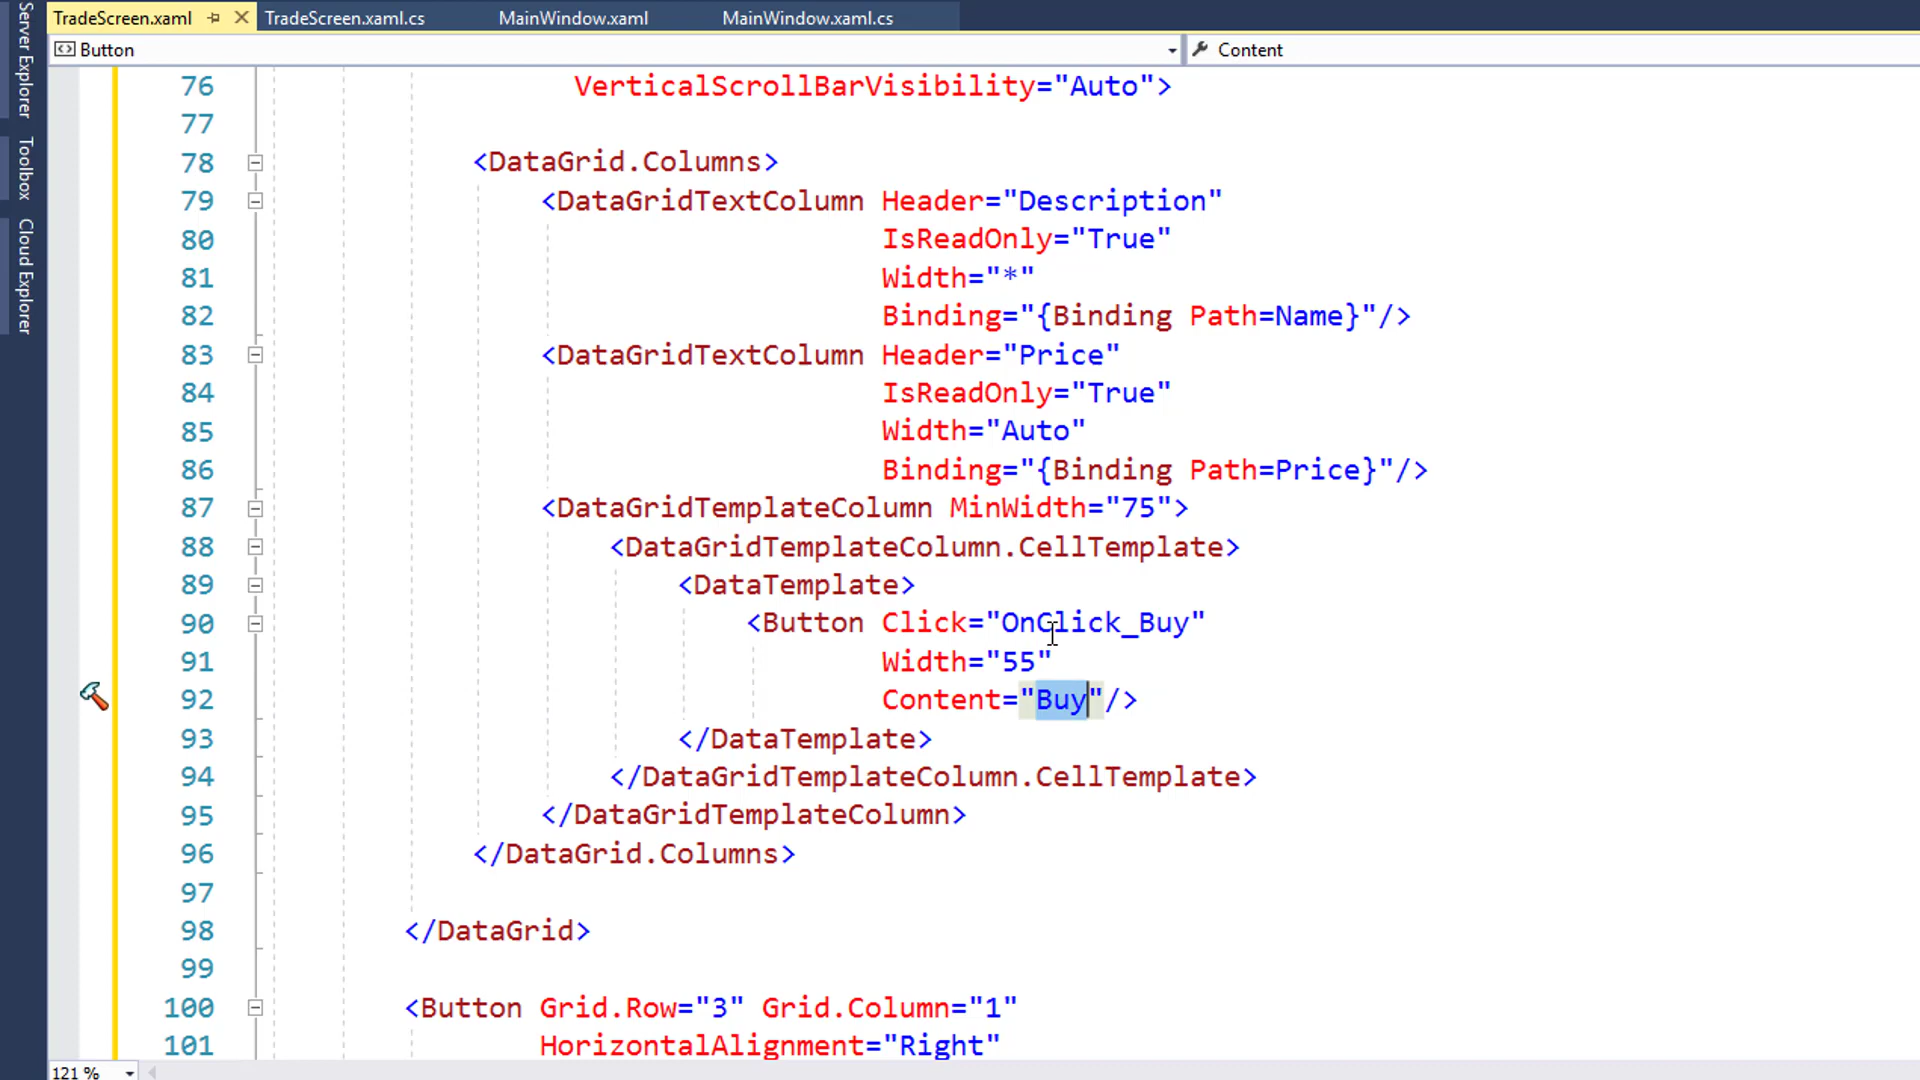 TradeScreen.xaml TradeScreen.xaml.cs MainWindow.xaml MainWindow.xaml.cs
Button Content
Server Explorer
Toolbox
Cloud Explorer
76 VerticalScrollBarVisibility="Auto">
77
78 <DataGrid.Columns>
79 <DataGridTextColumn Header="Description"
80 IsReadOnly="True"
81 Width="*"
82 Binding="{Binding Path=Name}"/>
83 <DataGridTextColumn Header="Price"
84 IsReadOnly="True"
85 Width="Auto"
86 Binding="{Binding Path=Price}"/>
87 <DataGridTemplateColumn MinWidth="75">
88 <DataGridTemplateColumn.CellTemplate>
89 <DataTemplate>
90 <Button Click="OnClick_Buy"
91 Width="55"
92 Content="Buy"/>
93 </DataTemplate>
94 </DataGridTemplateColumn.CellTemplate>
95 </DataGridTemplateColumn>
96 </DataGrid.Columns>
97
98 </DataGrid>
99
100 <Button Grid.Row="3" Grid.Column="1"
101 HorizontalAlignment="Right"
121 %